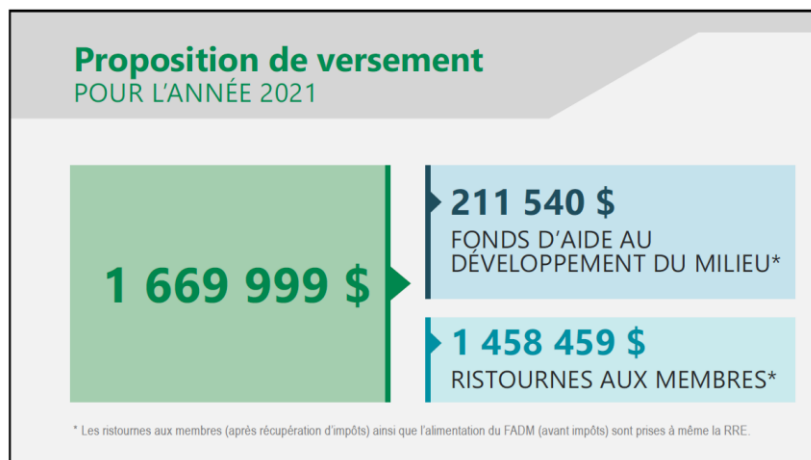 Proposition de versement
POUR L'ANNÉE 2021
1 669 999 $
211 540 $
FONDS D'AIDE AU
DÉVELOPPEMENT DU MILIEU*
1 458 459 $
RISTOURNES AUX MEMBRES*
* Les ristournes aux membres (après récupération d'impôts) ainsi que l'alimentation du FADM (avant impôts) sont prises à même la RRE.